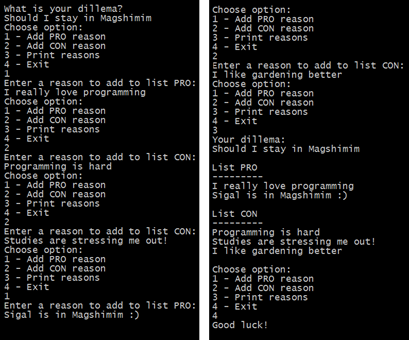 What is your dillema?
Should I stay in Magshimim
Choose option:
1 - Add PRO reason
2 - Add CON reason
3 - Print reasons
4 - Exit
1
Enter a reason to add to list PRO:
I really love programming
Choose option:
1 - Add PRO reason
2 - Add CON reason
3 - Print reasons
4 - Exit
2
Enter a reason to add to list CON:
Programming is hard
Choose option:
1 - Add PRO reason
2 - Add CON reason
3 - Print reasons
4 - Exit
2
Enter a reason to add to list CON:
Studies are stressing me out!
Choose option:
1 - Add PRO reason
2 - Add CON reason
3 - Print reasons
4 - Exit
1
Enter a reason to add to list PRO:
Sigal is in Magshimim :)
Choose option:
1 - Add PRO reason
2 - Add CON reason
3 - Print reasons
4 - Exit
2
Enter a reason to add to list CON:
I like gardening better
Choose option:
1 - Add PRO reason
2 - Add CON reason
3 - Print reasons
4 - Exit
3
Your dillema:
Should I stay in Magshimim

List PRO
---------
I really love programming
Sigal is in Magshimim :)

List CON
---------
Programming is hard
Studies are stressing me out!
I like gardening better

Choose option:
1 - Add PRO reason
2 - Add CON reason
3 - Print reasons
4 - Exit
4
Good luck!